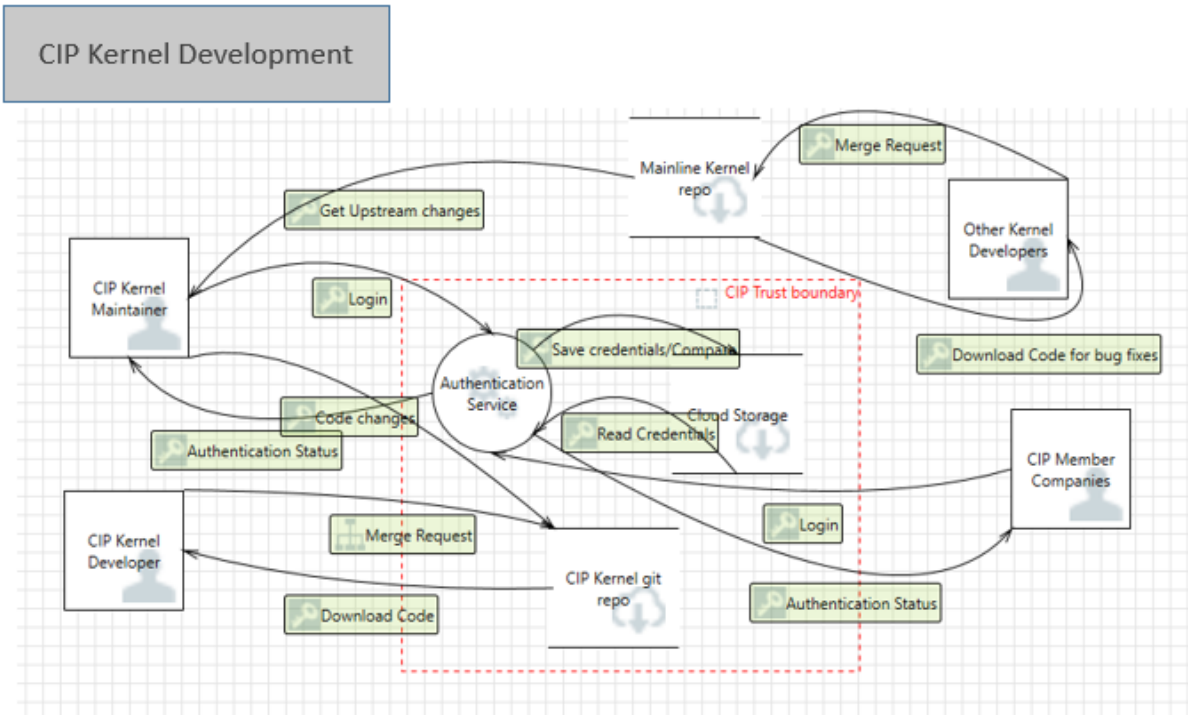 CIP Kernel Development
Merge Request
Mainline Kernel
repo
Get Upstream changes
Other Kernel
Developers
CIP Kernel
Maintainer
Login
CIP Trust boundary
Save credentials/Compare
Download Code for bug fixes
Authentication
Service
Code changes
Cloud Storage
Read Credentials
Authentication Status
CIP Member
Companies
CIP Kernel
Developer
Merge Request
Login
CIP Kernel git
repo
Download Code
Authentication Status